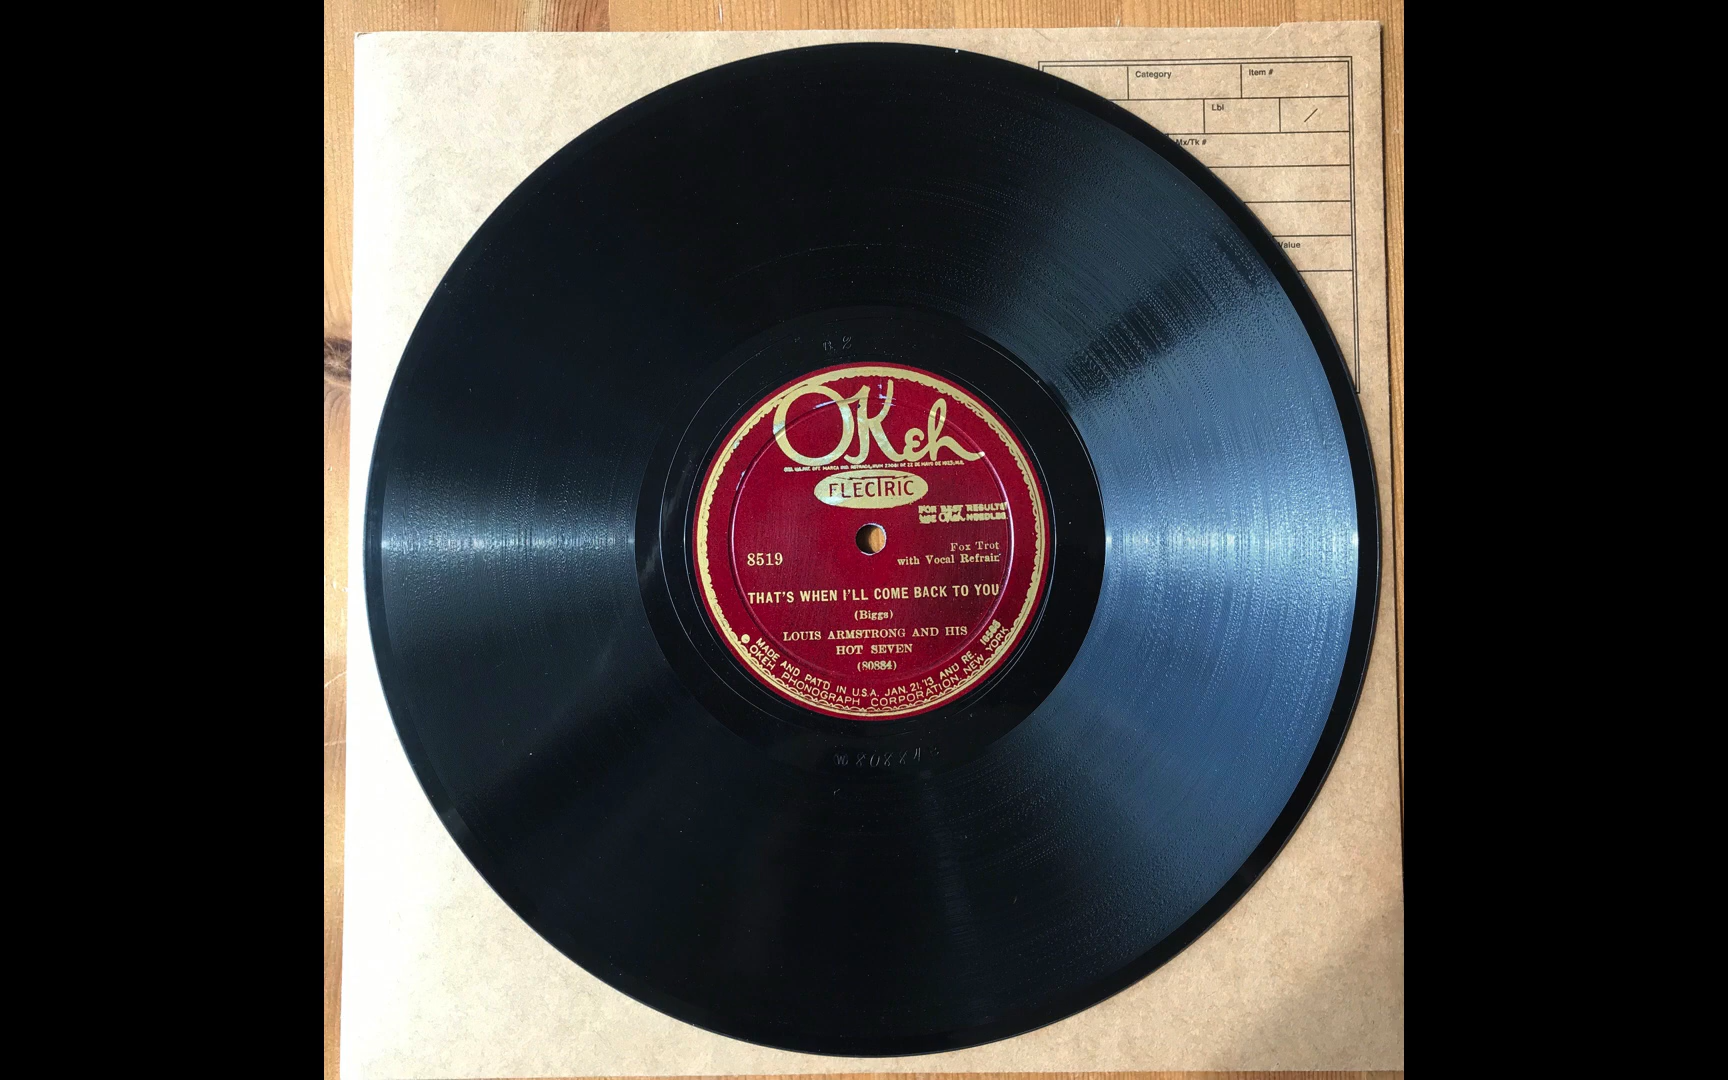 Category
Item #
Lbl
/
Mx/Tk #
Value
OKeh
ELECTRIC
FOR BEST RESULTS
USE OKeh NEEDLES
8519
Fox Trot
with Vocal Refrain
THAT'S WHEN I'LL COME BACK TO YOU
(Biggs)
LOUIS ARMSTRONG AND HIS
HOT SEVEN
(80884)
MADE AND PAT'D IN U.S.A. JAN. 21, '13 AND RE. 16588
OKEH PHONOGRAPH CORPORATION, NEW YORK
W 80884